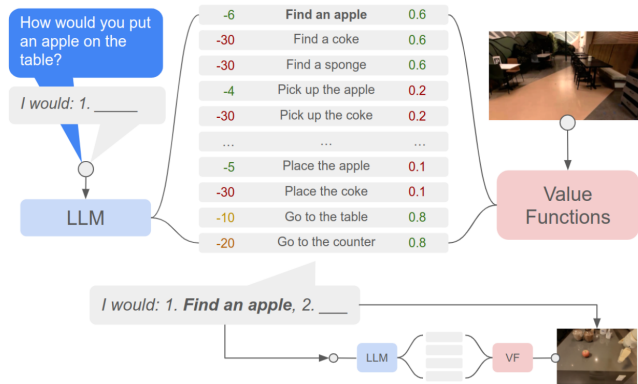 How would you put
an apple on the
table?
I would: 1. _____
LLM
-6 Find an apple 0.6
-30 Find a coke 0.6
-30 Find a sponge 0.6
-4 Pick up the apple 0.2
-30 Pick up the coke 0.2
... ... ...
-5 Place the apple 0.1
-30 Place the coke 0.1
-10 Go to the table 0.8
-20 Go to the counter 0.8
Value
Functions
I would: 1. Find an apple, 2. ___
LLM
VF